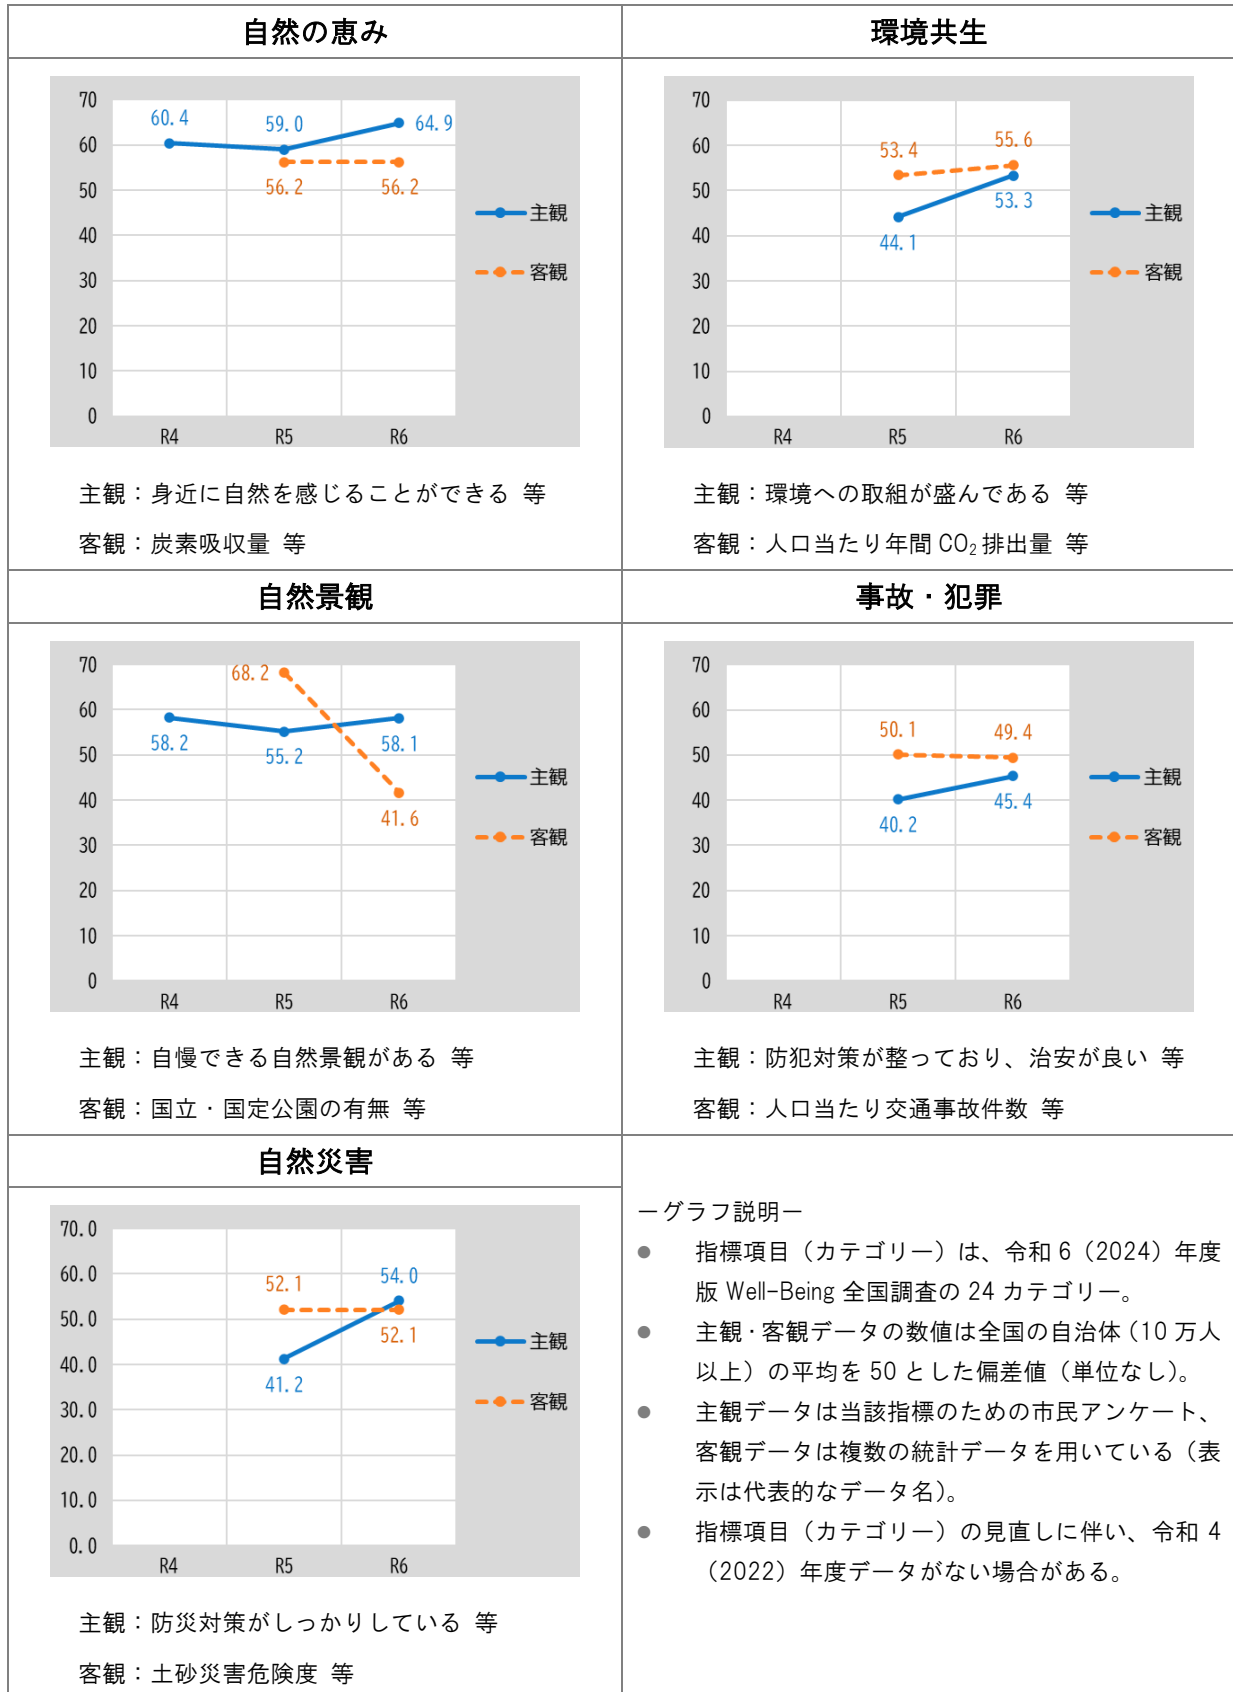 自然の恵み
70
60
50
40
30
20
10
0
60.4
59.0
64.9
56.2
56.2
R4
R5
R6
主観
客観
主観：身近に自然を感じることができる 等
客観：炭素吸収量 等
環境共生
70
60
50
40
30
20
10
0
53.4
55.6
44.1
53.3
R4
R5
R6
主観
客観
主観：環境への取組が盛んである 等
客観：人口当たり年間 CO₂排出量 等
自然景観
70
60
50
40
30
20
10
0
68.2
58.2
55.2
58.1
41.6
R4
R5
R6
主観
客観
主観：自慢できる自然景観がある 等
客観：国立・国定公園の有無 等
事故・犯罪
70
60
50
40
30
20
10
0
50.1
49.4
40.2
45.4
R4
R5
R6
主観
客観
主観：防犯対策が整っており、治安が良い 等
客観：人口当たり交通事故件数 等
自然災害
70.0
60.0
50.0
40.0
30.0
20.0
10.0
0.0
52.1
54.0
41.2
52.1
R4
R5
R6
主観
客観
主観：防災対策がしっかりしている 等
客観：土砂災害危険度 等
ーグラフ説明ー
● 指標項目（カテゴリー）は、令和 6（2024）年度
版 Well-Being 全国調査の 24 カテゴリー。
● 主観・客観データの数値は全国の自治体（10 万人
以上）の平均を 50 とした偏差値（単位なし）。
● 主観データは当該指標のための市民アンケート、
客観データは複数の統計データを用いている（表
示は代表的なデータ名）。
● 指標項目（カテゴリー）の見直しに伴い、令和 4
（2022）年度データがない場合がある。